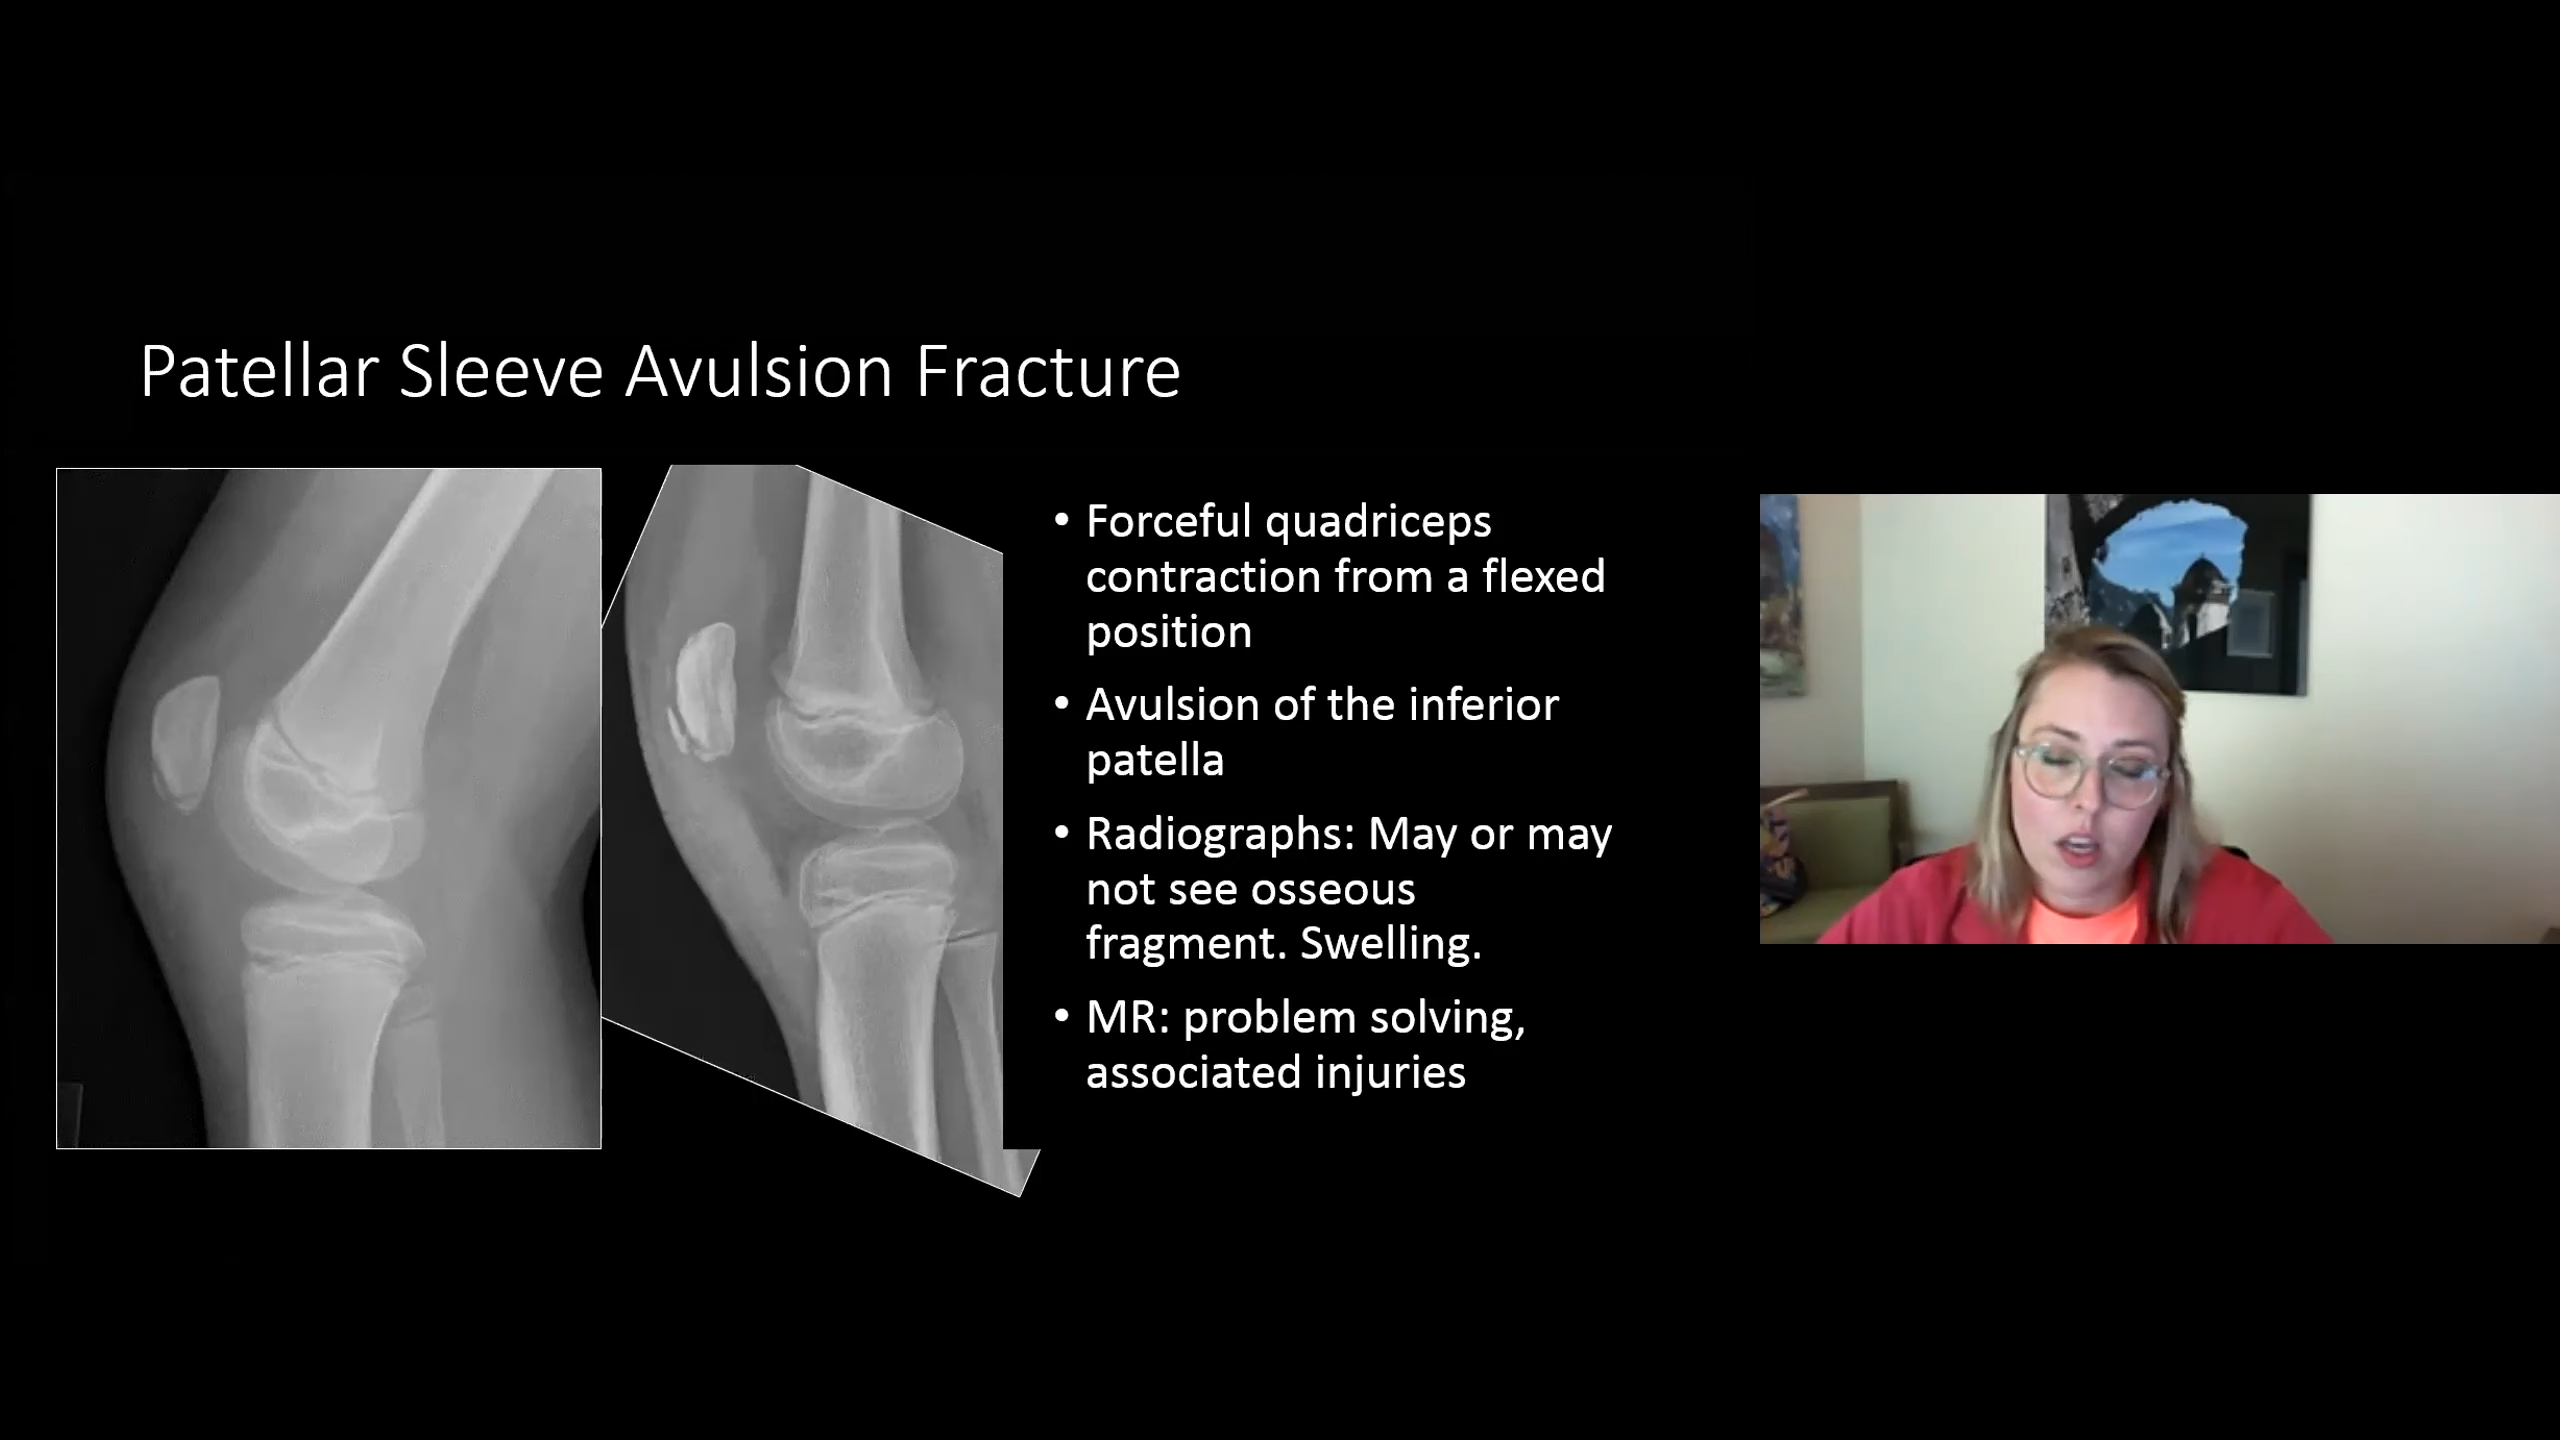 Patellar Sleeve Avulsion Fracture
• Forceful quadriceps
contraction from a flexed
position
• Avulsion of the inferior
patella
• Radiographs: May or may
not see osseous
fragment. Swelling.
• MR: problem solving,
associated injuries